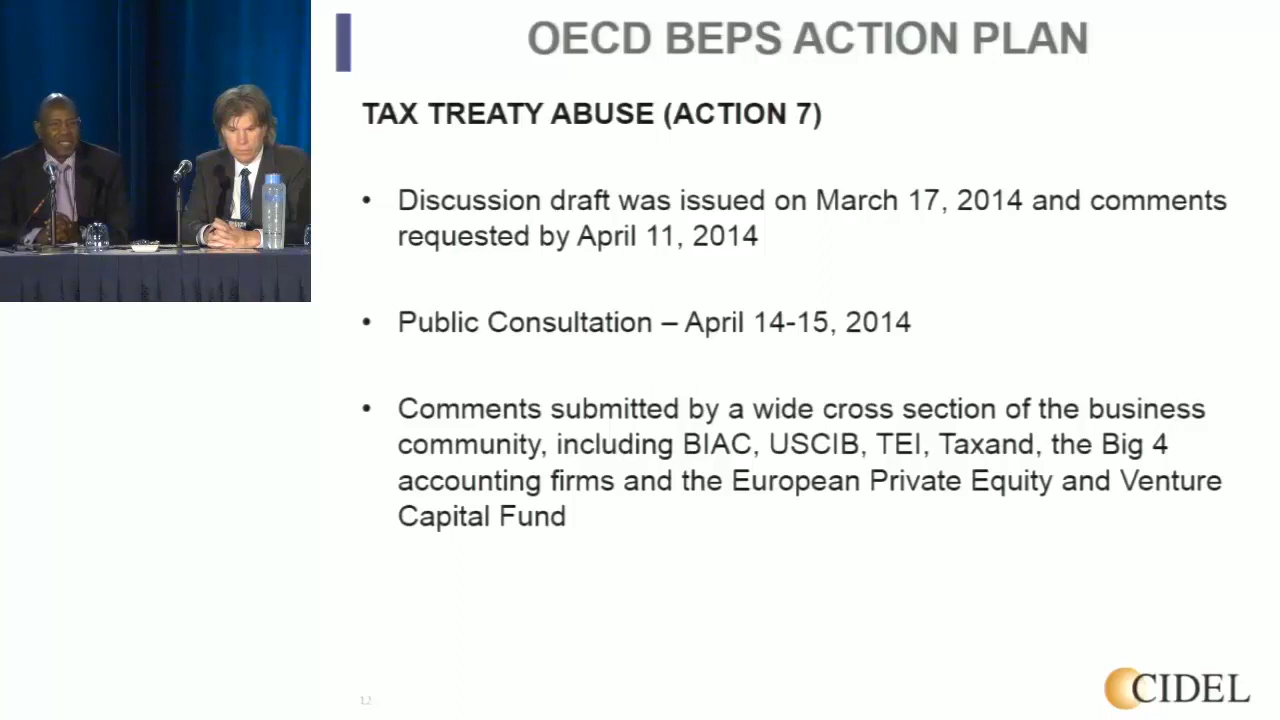 OECD BEPS ACTION PLAN
TAX TREATY ABUSE (ACTION 7)
• Discussion draft was issued on March 17, 2014 and comments
requested by April 11, 2014
• Public Consultation – April 14-15, 2014
• Comments submitted by a wide cross section of the business
community, including BIAC, USCIB, TEI, Taxand, the Big 4
accounting firms and the European Private Equity and Venture
Capital Fund
12
CIDEL